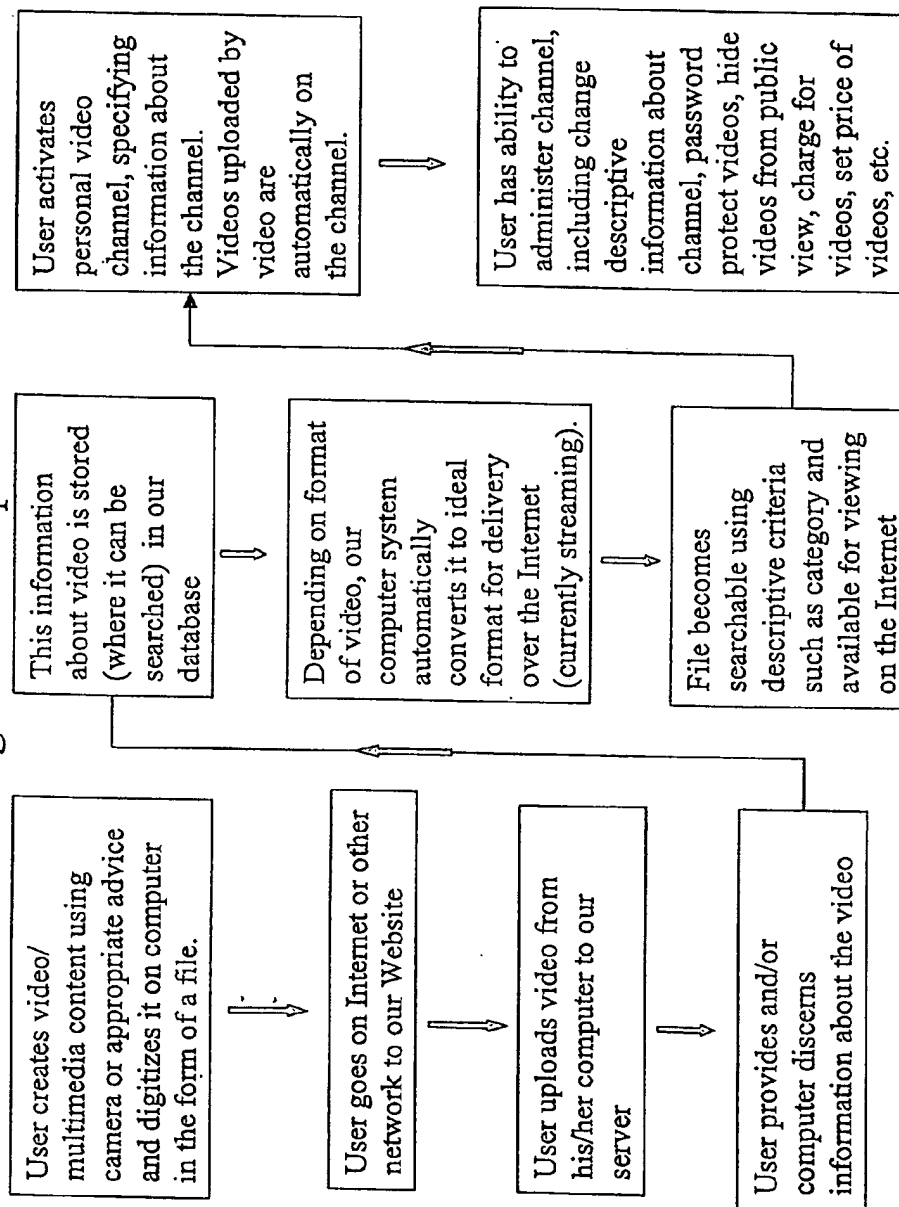 User creates video/
multimedia content using
camera or appropriate advice
and digitizes it on computer
in the form of a file.
User goes on Internet or other
network to our Website
User uploads video from
his/her computer to our
server
User provides and/or
computer discerns
information about the video
This information
about video is stored
(where it can be
searched) in our
database
Depending on format
of video, our
computer system
automatically
converts it to ideal
format for delivery
over the Internet
(currently streaming).
File becomes
searchable using
descriptive criteria
such as category and
available for viewing
on the Internet
User activates
personal video
channel, specifying
information about
the channel.
Videos uploaded by
video are
automatically on
the channel.
User has ability to
administer channel,
including change
descriptive
information about
channel, password
protect videos, hide
videos from public
view, charge for
videos, set price of
videos, etc.